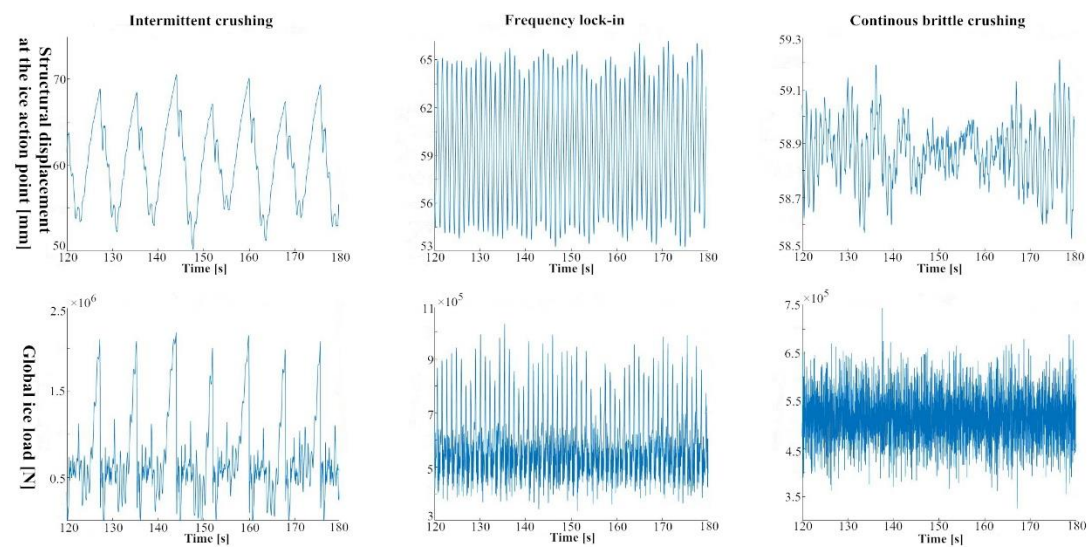 Intermittent crushing
Frequency lock-in
Continous brittle crushing
Structural displacement
at the ice action point [mm]
70
60
50
120 130 140 150 160 170 180
Time [s]
65
62
59
56
53
120 130 140 150 160 170 180
Time [s]
59.3
59.1
58.9
58.7
58.5
120 130 140 150 160 170 180
Time [s]
Global ice load [N]
×10⁶
2.5
1.5
0.5
120 130 140 150 160 170 180
Time [s]
×10⁵
11
9
7
5
3
120 130 140 150 160 170 180
Time [s]
×10⁵
7.5
6.5
5.5
4.5
3.5
120 130 140 150 160 170 180
Time [s]